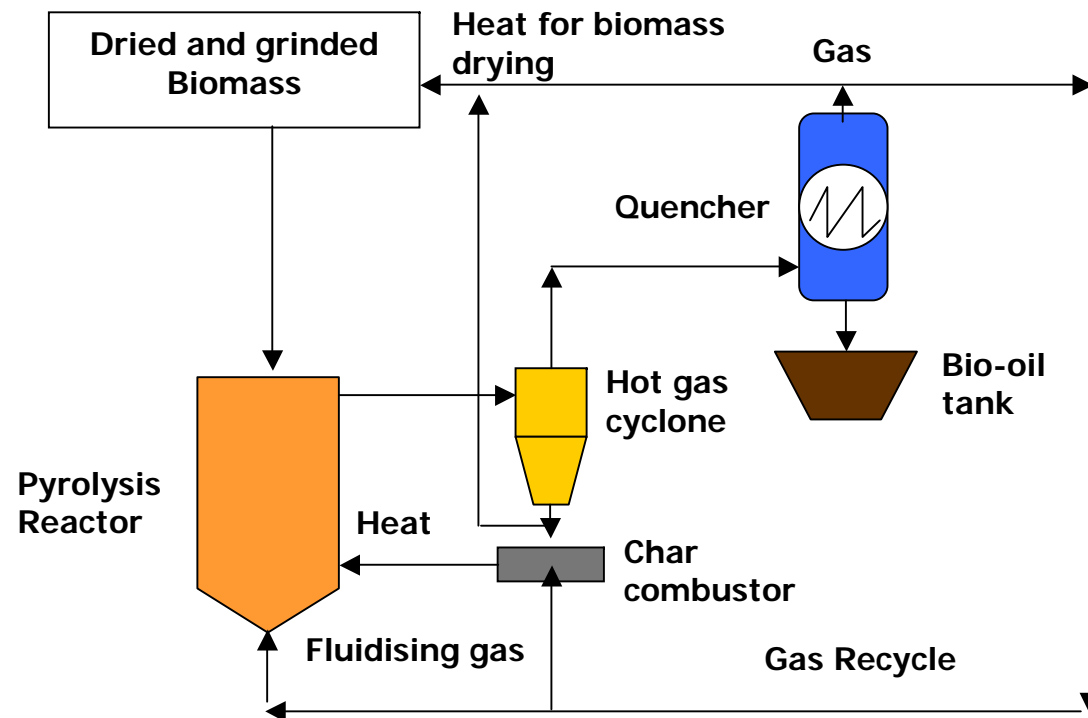 Dried and grinded
Biomass
Heat for biomass
drying
Gas
Quencher
Hot gas
cyclone
Bio-oil
tank
Pyrolysis
Reactor
Heat
Char
combustor
Fluidising gas
Gas Recycle